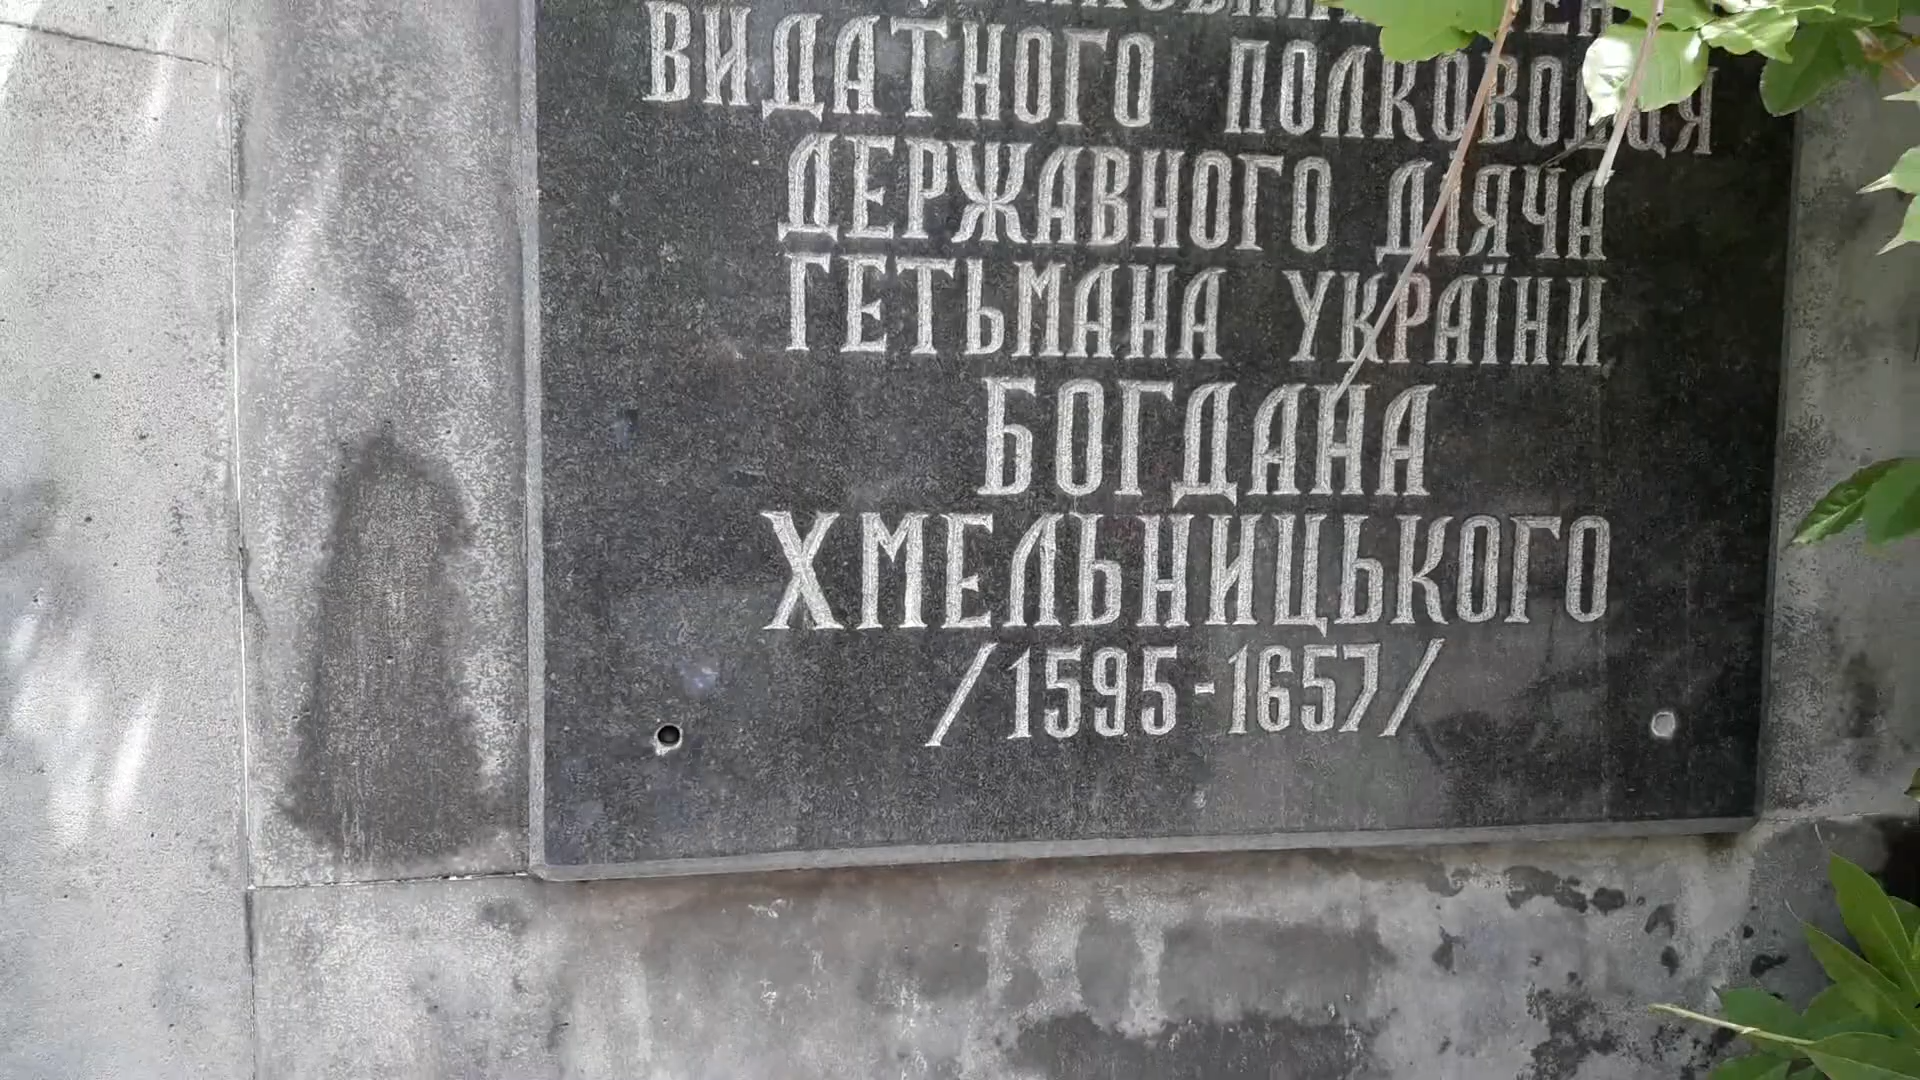 ВИДАТНОГО ПОЛКОВОДЦЯ
ДЕРЖАВНОГО ДІЯЧА
ГЕТЬМАНА УКРАЇНИ
БОГДАНА
ХМЕЛЬНИЦЬКОГО
/1595-1657/